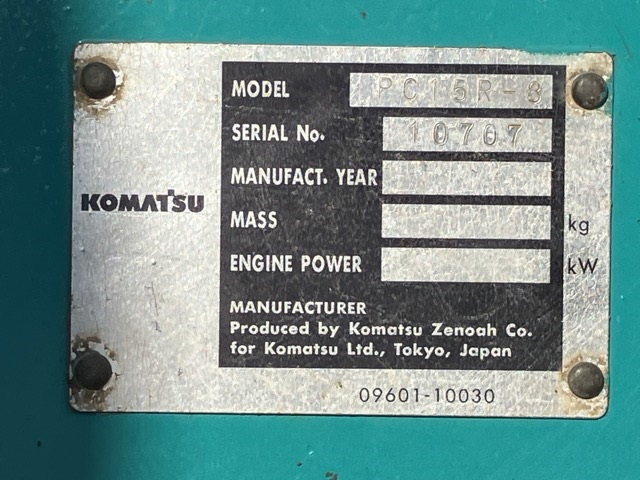 MODEL PC15R-8
SERIAL No. 10707
MANUFACT. YEAR
KOMATSU
MASS kg
ENGINE POWER kW
MANUFACTURER
Produced by Komatsu Zenoah Co.
for Komatsu Ltd., Tokyo, Japan
09601-10030